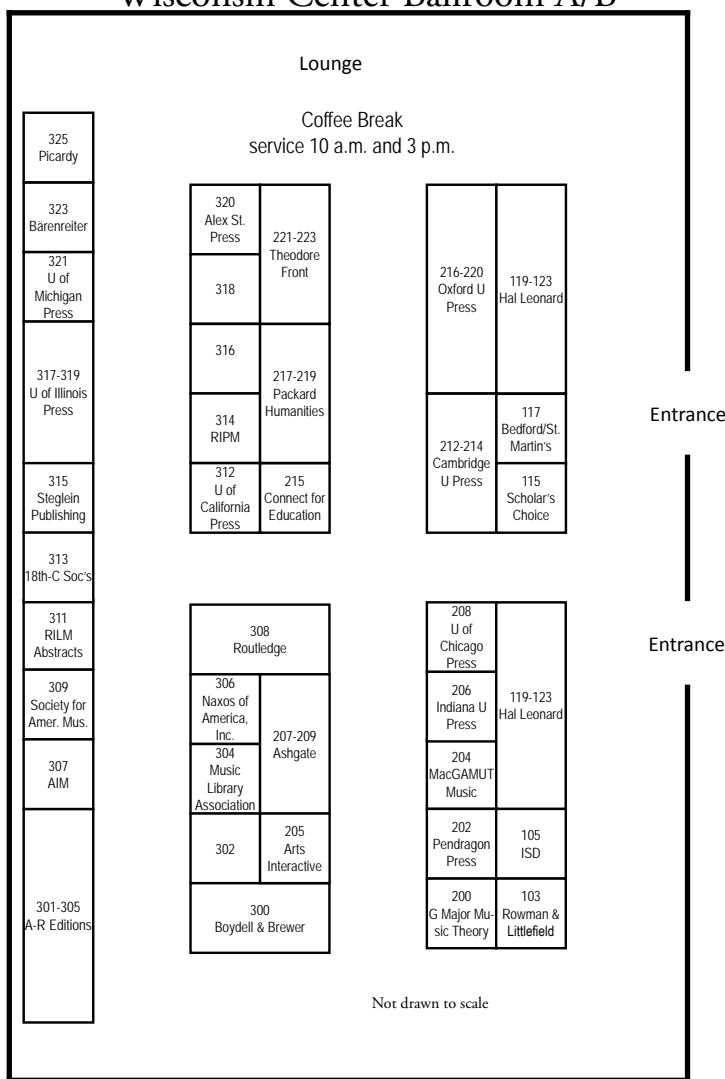 Wisconsin Center Ballroom A/B
Lounge
Coffee Break
service 10 a.m. and 3 p.m.
325
Picardy
323
Bärenreiter
321
U of
Michigan
Press
317-319
U of Illinois
Press
315
Steglein
Publishing
313
18th-C Soc's
311
RILM
Abstracts
309
Society for
Amer. Mus.
307
AIM
301-305
A-R Editions
320
Alex St.
Press
318
316
314
RIPM
312
U of
California
Press
221-223
Theodore
Front
217-219
Packard
Humanities
215
Connect for
Education
308
Routledge
306
Naxos of
America,
Inc.
304
Music
Library
Association
302
207-209
Ashgate
205
Arts
Interactive
300
Boydell & Brewer
216-220
Oxford U
Press
212-214
Cambridge
U Press
119-123
Hal Leonard
117
Bedford/St.
Martin's
115
Scholar's
Choice
208
U of
Chicago
Press
206
Indiana U
Press
204
MacGAMUT
Music
202
Pendragon
Press
200
G Major Mu-
sic Theory
119-123
Hal Leonard
105
ISD
103
Rowman &
Littlefield
Entrance
Entrance
Not drawn to scale